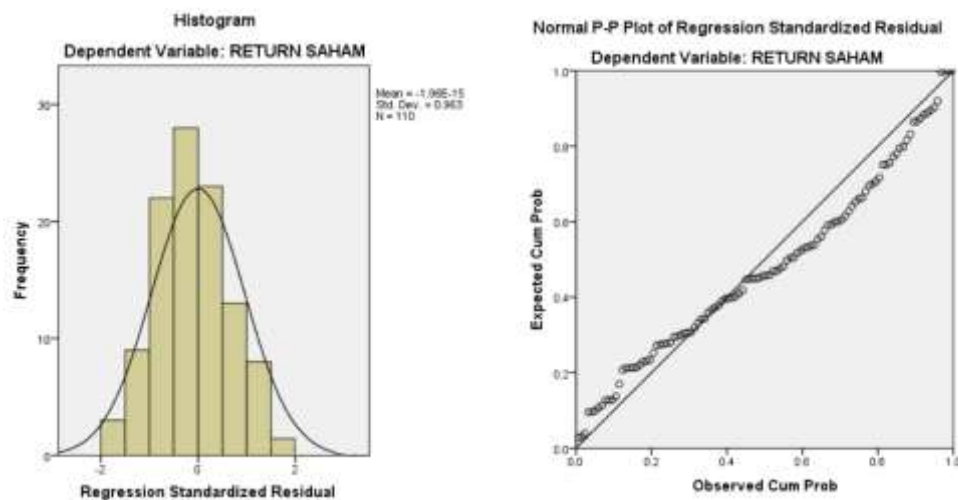 Histogram
Dependent Variable: RETURN SAHAM
Mean = -1.96E-15
Std. Dev. = 0.963
N = 110
30
20
10
0
-2
0
2
Frequency
Regression Standardized Residual
Normal P-P Plot of Regression Standardized Residual
Dependent Variable: RETURN SAHAM
1.0
0.8
0.6
0.4
0.2
0.0
0.0
0.2
0.4
0.6
0.8
1.0
Expected Cum Prob
Observed Cum Prob